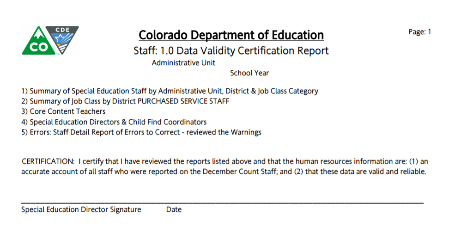 CDE
CO
Colorado Department of Education
Page: 1
Staff: 1.0 Data Validity Certification Report
Administrative Unit
School Year
1) Summary of Special Education Staff by Administrative Unit, District & Job Class Category
2) Summary of Job Class by District PURCHASED SERVICE STAFF
3) Core Content Teachers
4) Special Education Directors & Child Find Coordinators
5) Errors: Staff Detail Report of Errors to Correct - reviewed the Warnings
CERTIFICATION: I certify that I have reviewed the reports listed above and that the human resources information are: (1) an
accurate account of all staff who were reported on the December Count Staff; and (2) that these data are valid and reliable.
Special Education Director Signature Date